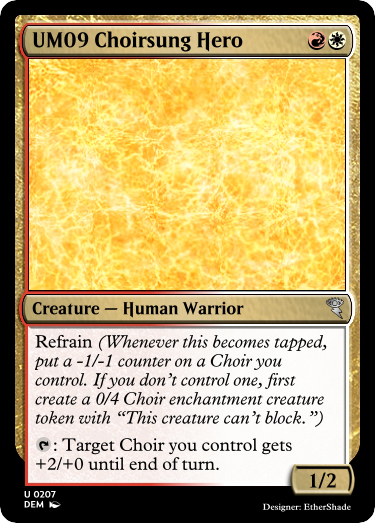 UM09 Choirsung Hero
Creature — Human Warrior
Refrain (Whenever this becomes tapped,
put a -1/-1 counter on a Choir you
control. If you don't control one, first
create a 0/4 Choir enchantment creature
token with “This creature can't block.”)
: Target Choir you control gets
+2/+0 until end of turn.
1/2
U 0207
DEM
Designer: EtherShade